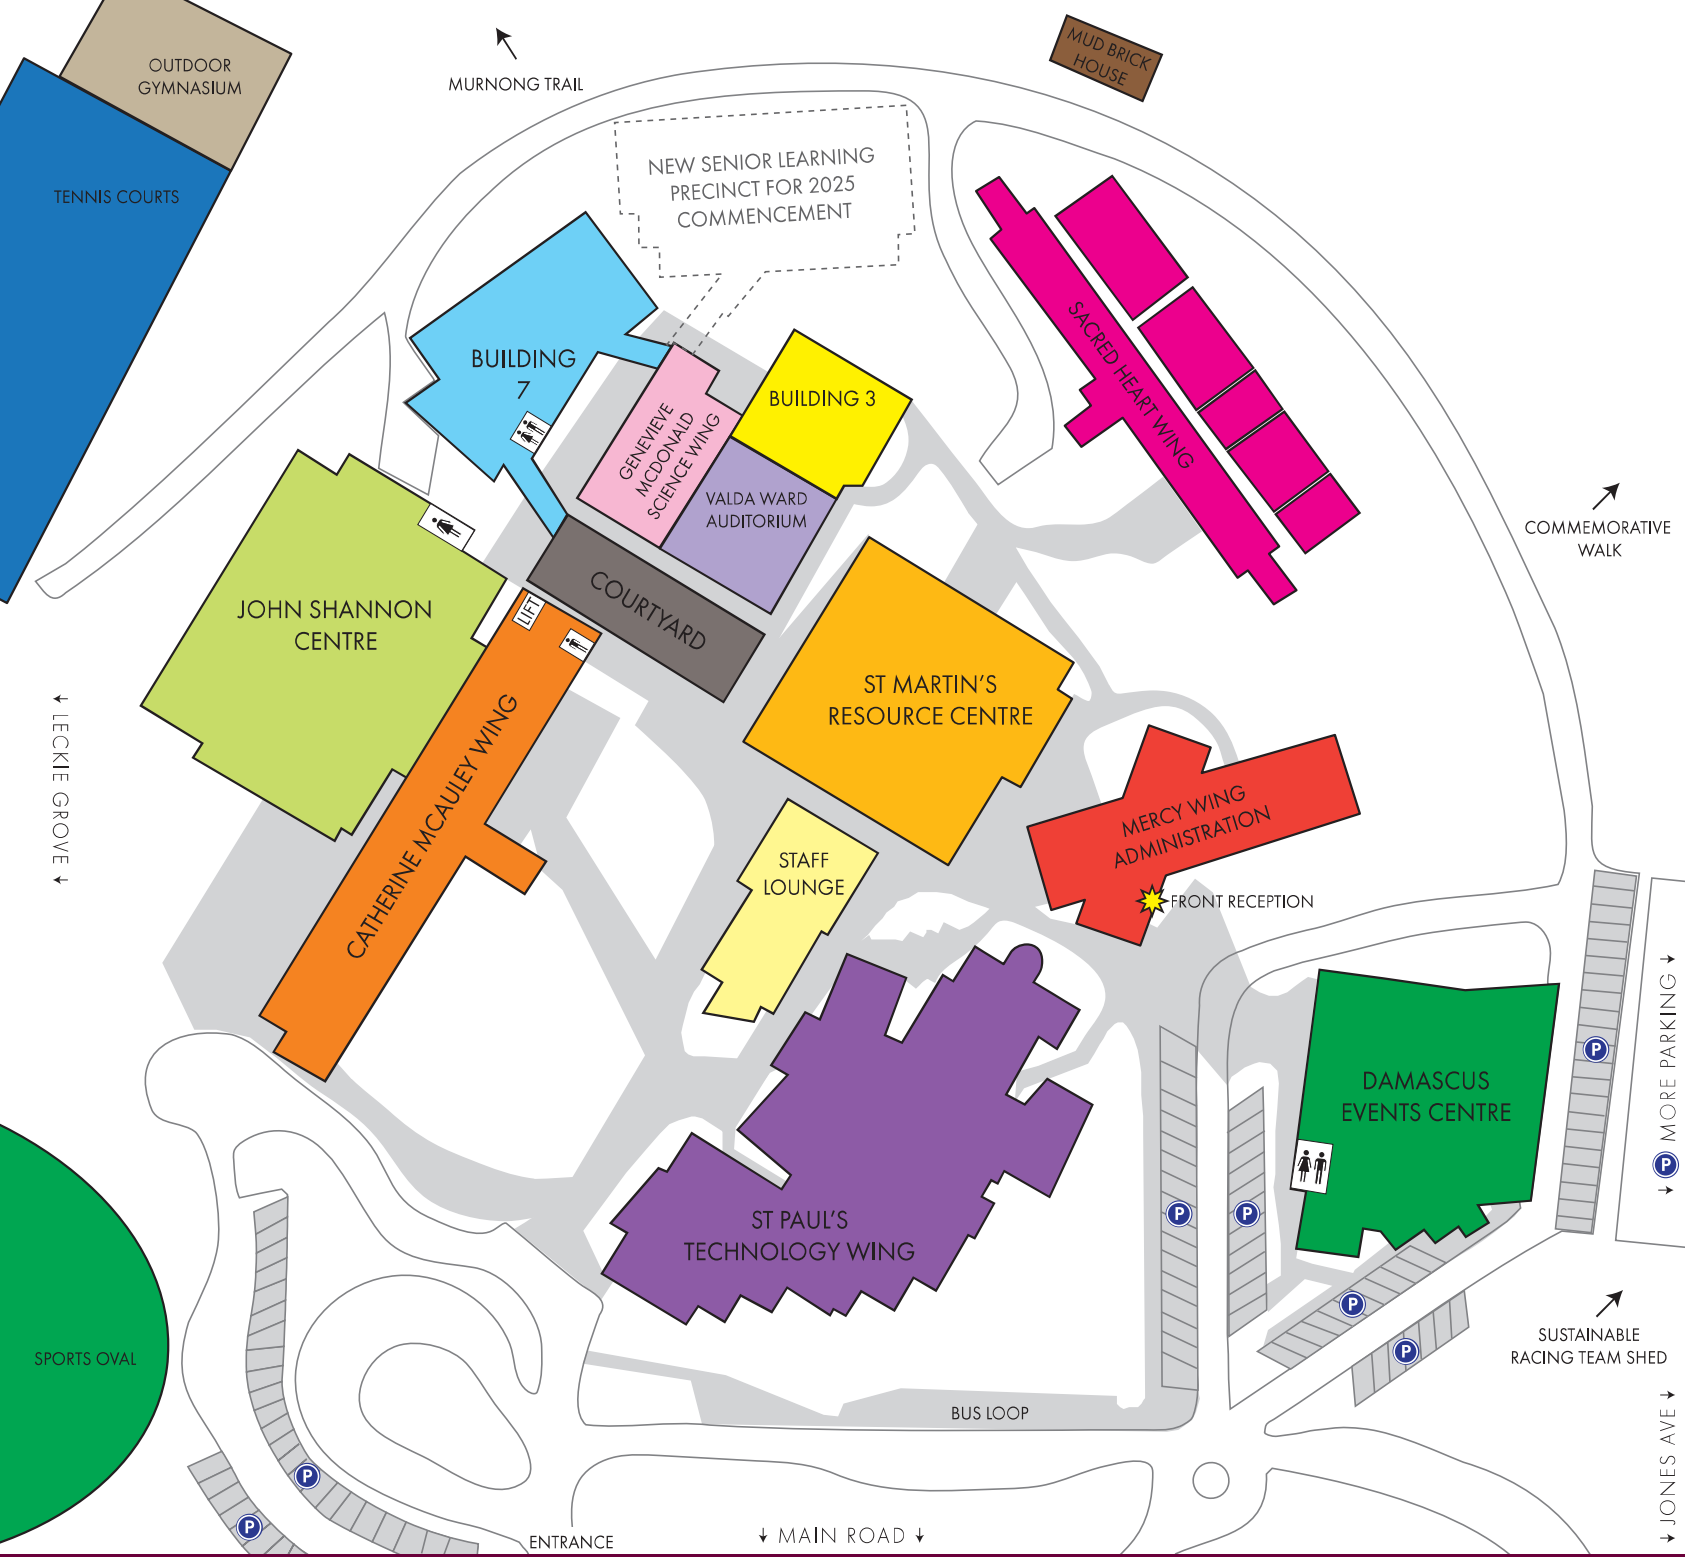 OUTDOOR
GYMNASIUM
TENNIS COURTS
MURNONG TRAIL
MUD BRICK
HOUSE
NEW SENIOR LEARNING
PRECINCT FOR 2025
COMMENCEMENT
BUILDING
7
GENEVIEVE
MCDONALD
SCIENCE WING
BUILDING 3
VALDA WARD
AUDITORIUM
SACRED HEART WING
COMMEMORATIVE
WALK
JOHN SHANNON
CENTRE
LIFT
COURTYARD
ST MARTIN'S
RESOURCE CENTRE
CATHERINE MCAULEY WING
LECKIE GROVE
STAFF
LOUNGE
MERCY WING
ADMINISTRATION
FRONT RECEPTION
DAMASCUS
EVENTS CENTRE
P
P MORE PARKING
P
P
ST PAUL'S
TECHNOLOGY WING
P
P
SUSTAINABLE
RACING TEAM SHED
SPORTS OVAL
BUS LOOP
JONES AVE
P
P
ENTRANCE
MAIN ROAD